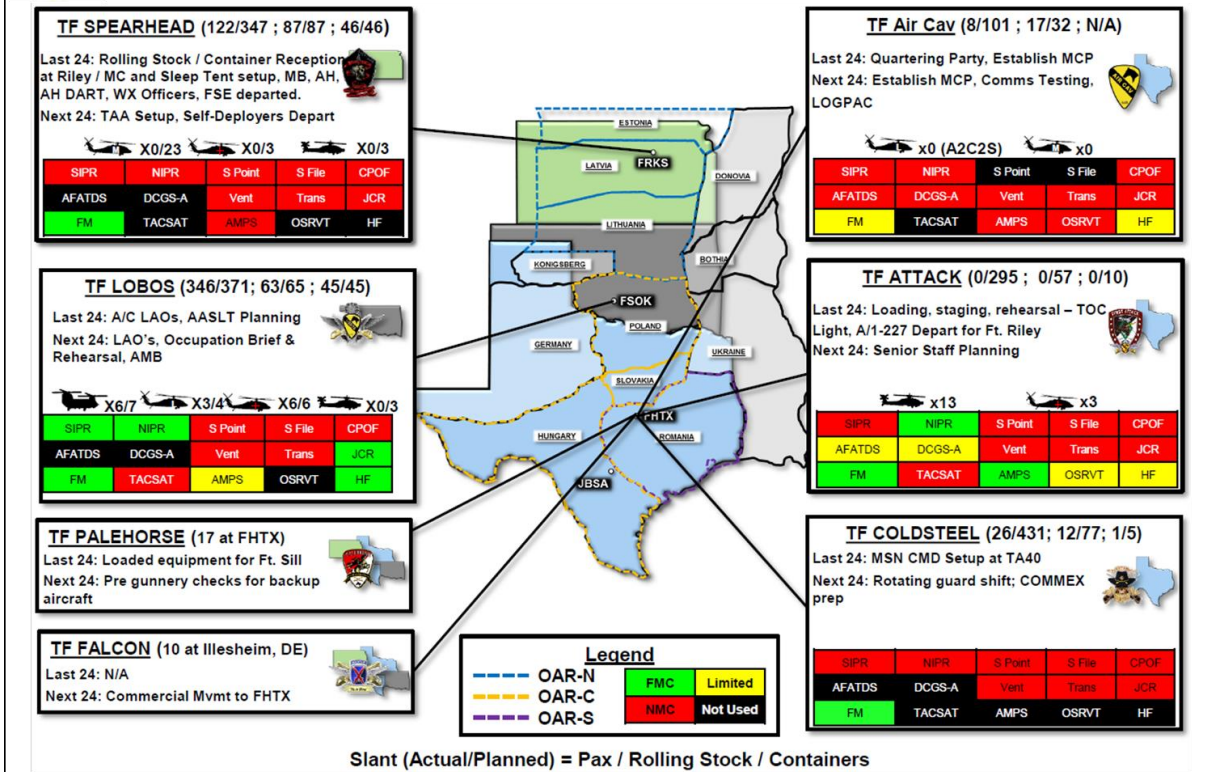 TF SPEARHEAD (122/347 ; 87/87 ; 46/46)
Last 24: Rolling Stock / Container Reception
at Riley / MC and Sleep Tent setup, MB, AH,
AH DART, WX Officers, FSE departed.
Next 24: TAA Setup, Self-Deployers Depart
X0/23 X0/3 X0/3
SIPR NIPR S Point S File CPOF
AFATDS DCGS-A Vent Trans JCR
FM TACSAT AMPS OSRVT HF
TF LOBOS (346/371; 63/65 ; 45/45)
Last 24: A/C LAOs, AASLT Planning
Next 24: LAO's, Occupation Brief &
Rehearsal, AMB
X6/7 X3/4 X6/6 X0/3
SIPR NIPR S Point S File CPOF
AFATDS DCGS-A Vent Trans JCR
FM TACSAT AMPS OSRVT HF
TF PALEHORSE (17 at FHTX)
Last 24: Loaded equipment for Ft. Sill
Next 24: Pre gunnery checks for backup
aircraft
TF FALCON (10 at Illesheim, DE)
Last 24: N/A
Next 24: Commercial Mvmt to FHTX
ESTONIA
FRKS
LATVIA
DONOVIA
LITHUANIA
KONIGSBERG
BOTHIA
FSOK
POLAND
GERMANY
UKRAINE
SLOVAKIA
FHTX
HUNGARY
ROMANIA
JBSA
Legend
OAR-N
OAR-C
OAR-S
FMC Limited
NMC Not Used
TF Air Cav (8/101 ; 17/32 ; N/A)
Last 24: Quartering Party, Establish MCP
Next 24: Establish MCP, Comms Testing,
LOGPAC
AIR CAV
x0 (A2C2S) x0
SIPR NIPR S Point S File CPOF
AFATDS DCGS-A Vent Trans JCR
FM TACSAT AMPS OSRVT HF
TF ATTACK (0/295 ; 0/57 ; 0/10)
Last 24: Loading, staging, rehearsal – TOC
Light, A/1-227 Depart for Ft. Riley
Next 24: Senior Staff Planning
x13 x3
SIPR NIPR S Point S File CPOF
AFATDS DCGS-A Vent Trans JCR
FM TACSAT AMPS OSRVT HF
TF COLDSTEEL (26/431; 12/77; 1/5)
Last 24: MSN CMD Setup at TA40
Next 24: Rotating guard shift; COMMEX
prep
SIPR NIPR S Point S File CPOF
AFATDS DCGS-A Vent Trans JCR
FM TACSAT AMPS OSRVT HF
Slant (Actual/Planned) = Pax / Rolling Stock / Containers